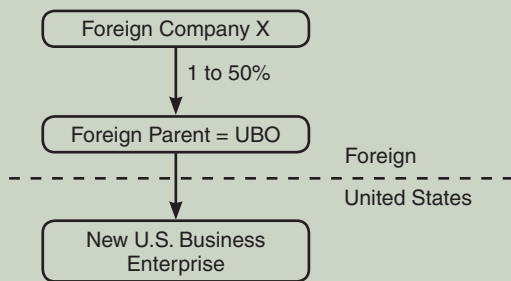 Foreign Company X
1 to 50%
Foreign Parent = UBO
Foreign
United States
New U.S. Business
Enterprise